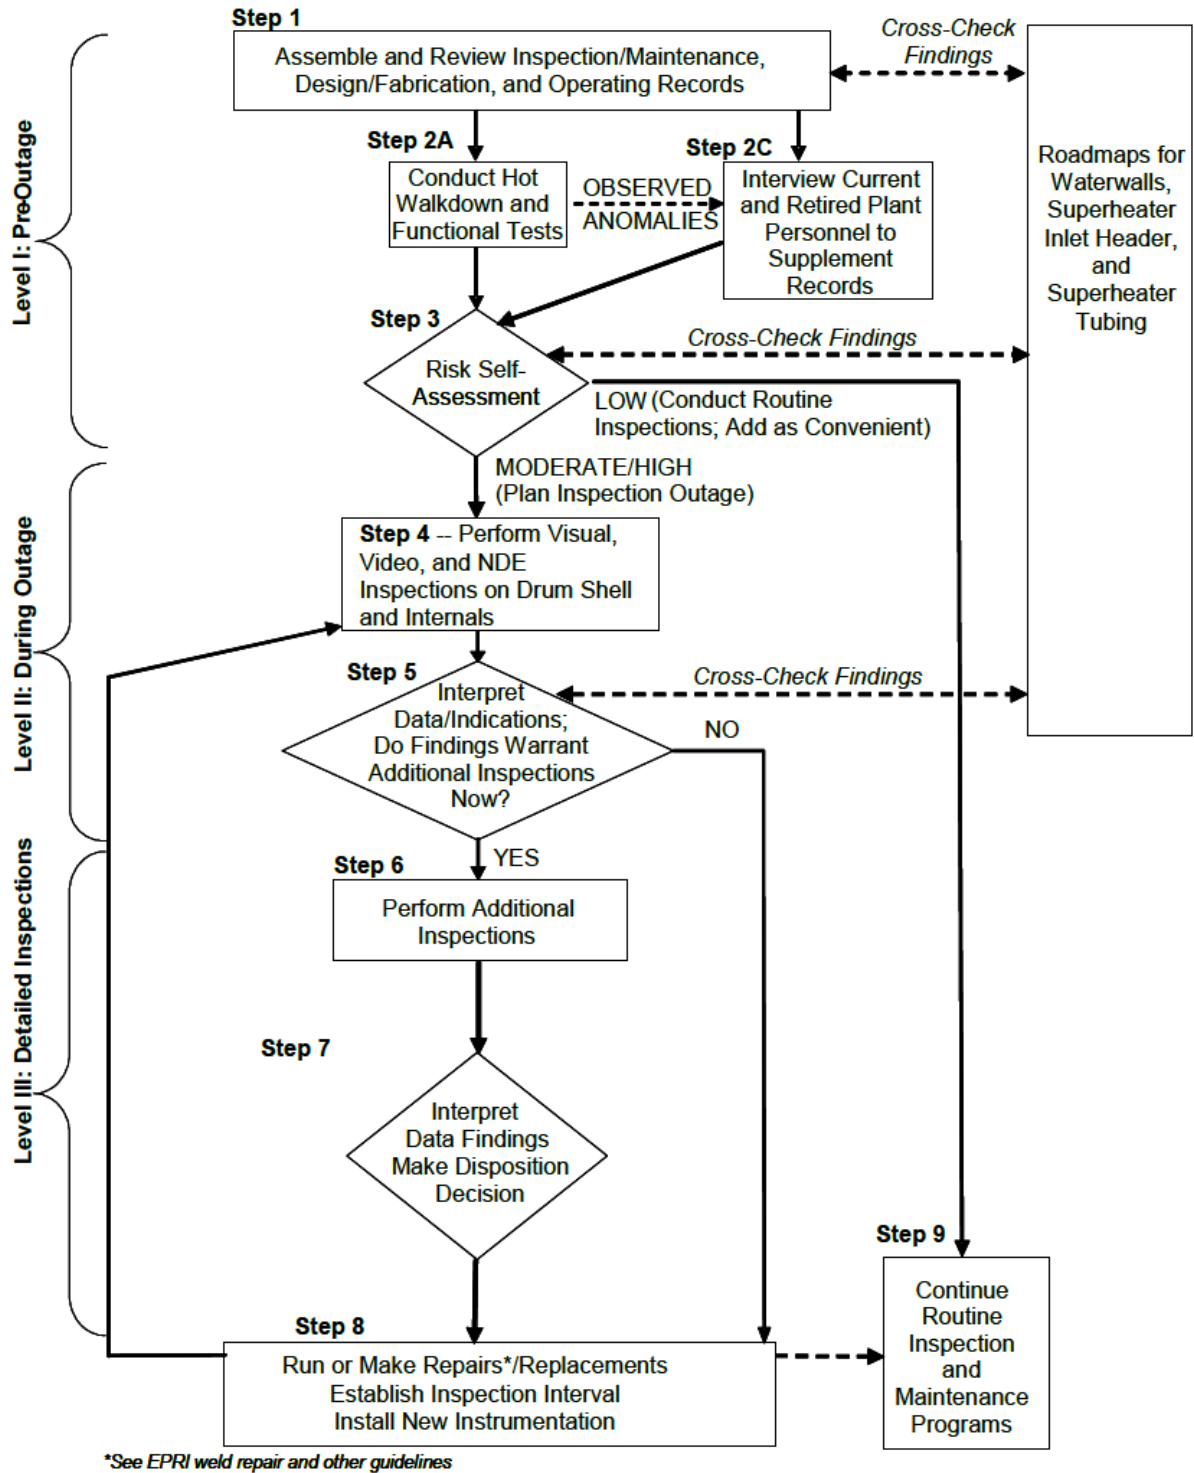 Step 1
Assemble and Review Inspection/Maintenance,
Design/Fabrication, and Operating Records
Cross-Check
Findings
Step 2A
Conduct Hot
Walkdown and
Functional Tests
OBSERVED
ANOMALIES
Step 2C
Interview Current
and Retired Plant
Personnel to
Supplement
Records
Roadmaps for
Waterwalls,
Superheater
Inlet Header,
and
Superheater
Tubing
Level I: Pre-Outage
Step 3
Risk Self-
Assessment
Cross-Check Findings
LOW (Conduct Routine
Inspections; Add as Convenient)
MODERATE/HIGH
(Plan Inspection Outage)
Level II: During Outage
Step 4 -- Perform Visual,
Video, and NDE
Inspections on Drum Shell
and Internals
Step 5
Interpret
Data/Indications;
Do Findings Warrant
Additional Inspections
Now?
Cross-Check Findings
NO
YES
Level III: Detailed Inspections
Step 6
Perform Additional
Inspections
Step 7
Interpret
Data Findings
Make Disposition
Decision
Step 8
Run or Make Repairs*/Replacements
Establish Inspection Interval
Install New Instrumentation
Step 9
Continue
Routine
Inspection
and
Maintenance
Programs
*See EPRI weld repair and other guidelines